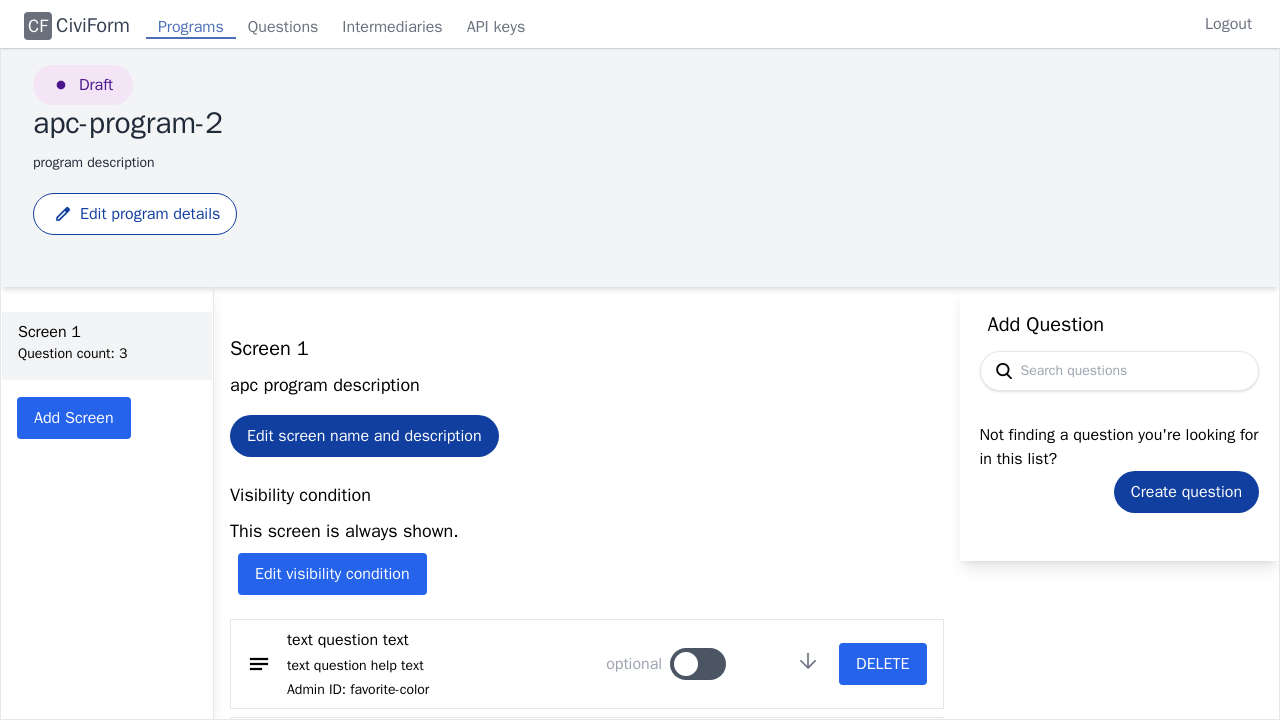 CF CiviForm Programs Questions Intermediaries API keys Logout
Draft
apc-program-2
program description
Edit program details
Screen 1
Question count: 3
Add Screen
Screen 1
apc program description
Edit screen name and description
Visibility condition
This screen is always shown.
Edit visibility condition
text question text
text question help text
Admin ID: favorite-color
optional
DELETE
Add Question
Search questions
Not finding a question you're looking for
in this list?
Create question